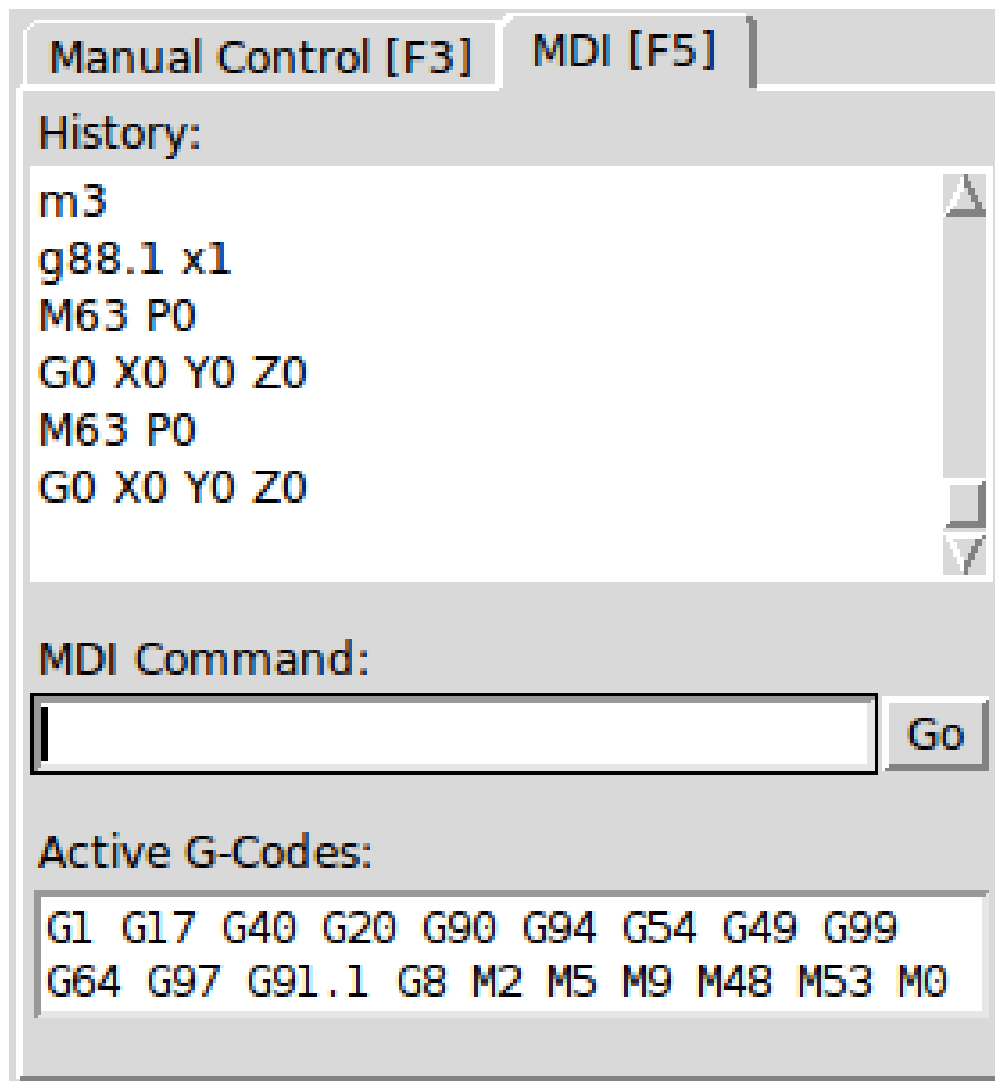 Manual Control [F3] MDI [F5]
History:
m3
g88.1 x1
M63 P0
G0 X0 Y0 Z0
M63 P0
G0 X0 Y0 Z0
MDI Command:
Go
Active G-Codes:
G1 G17 G40 G20 G90 G94 G54 G49 G99
G64 G97 G91.1 G8 M2 M5 M9 M48 M53 M0